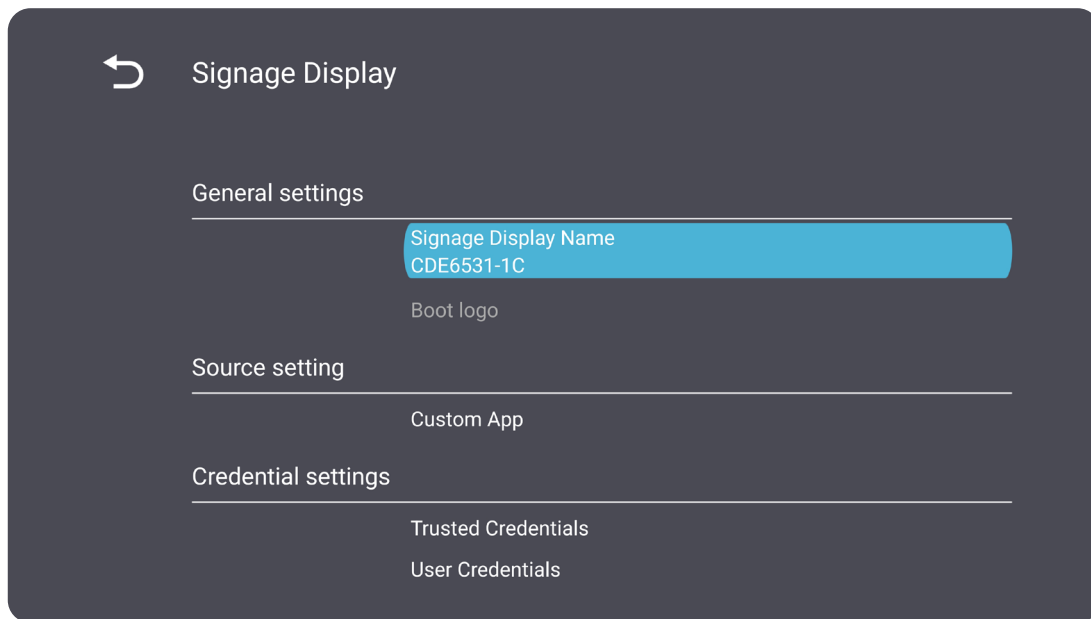 Signage Display
General settings
Signage Display Name
CDE6531-1C
Boot logo
Source setting
Custom App
Credential settings
Trusted Credentials
User Credentials